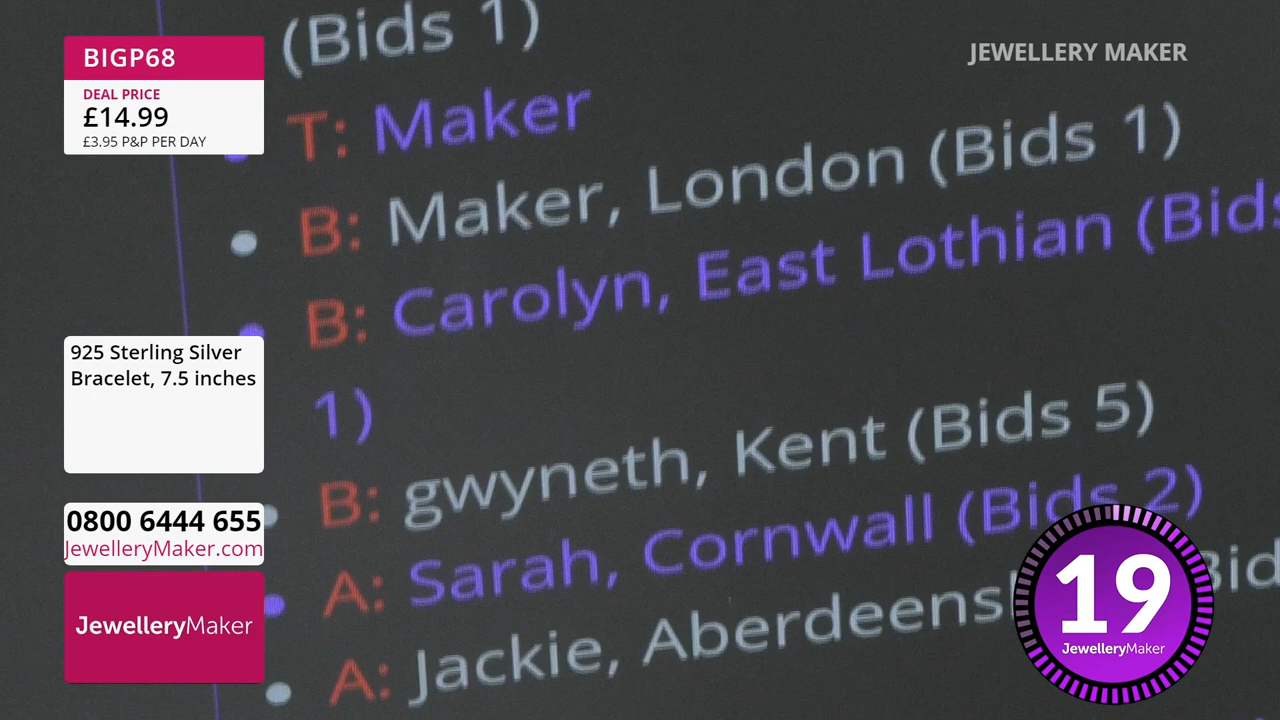 BIGP68
DEAL PRICE
£14.99
£3.95 P&P PER DAY
JEWELLERY MAKER
(Bids 1)
T: Maker
B: Maker, London (Bids 1)
B: Carolyn, East Lothian (Bids
1)
B: gwyneth, Kent (Bids 5)
A: Sarah, Cornwall (Bids 2)
A: Jackie,
925 Sterling Silver
Bracelet, 7.5 inches
0800 6444 655
JewelleryMaker.com
JewelleryMaker
19
JewelleryMaker